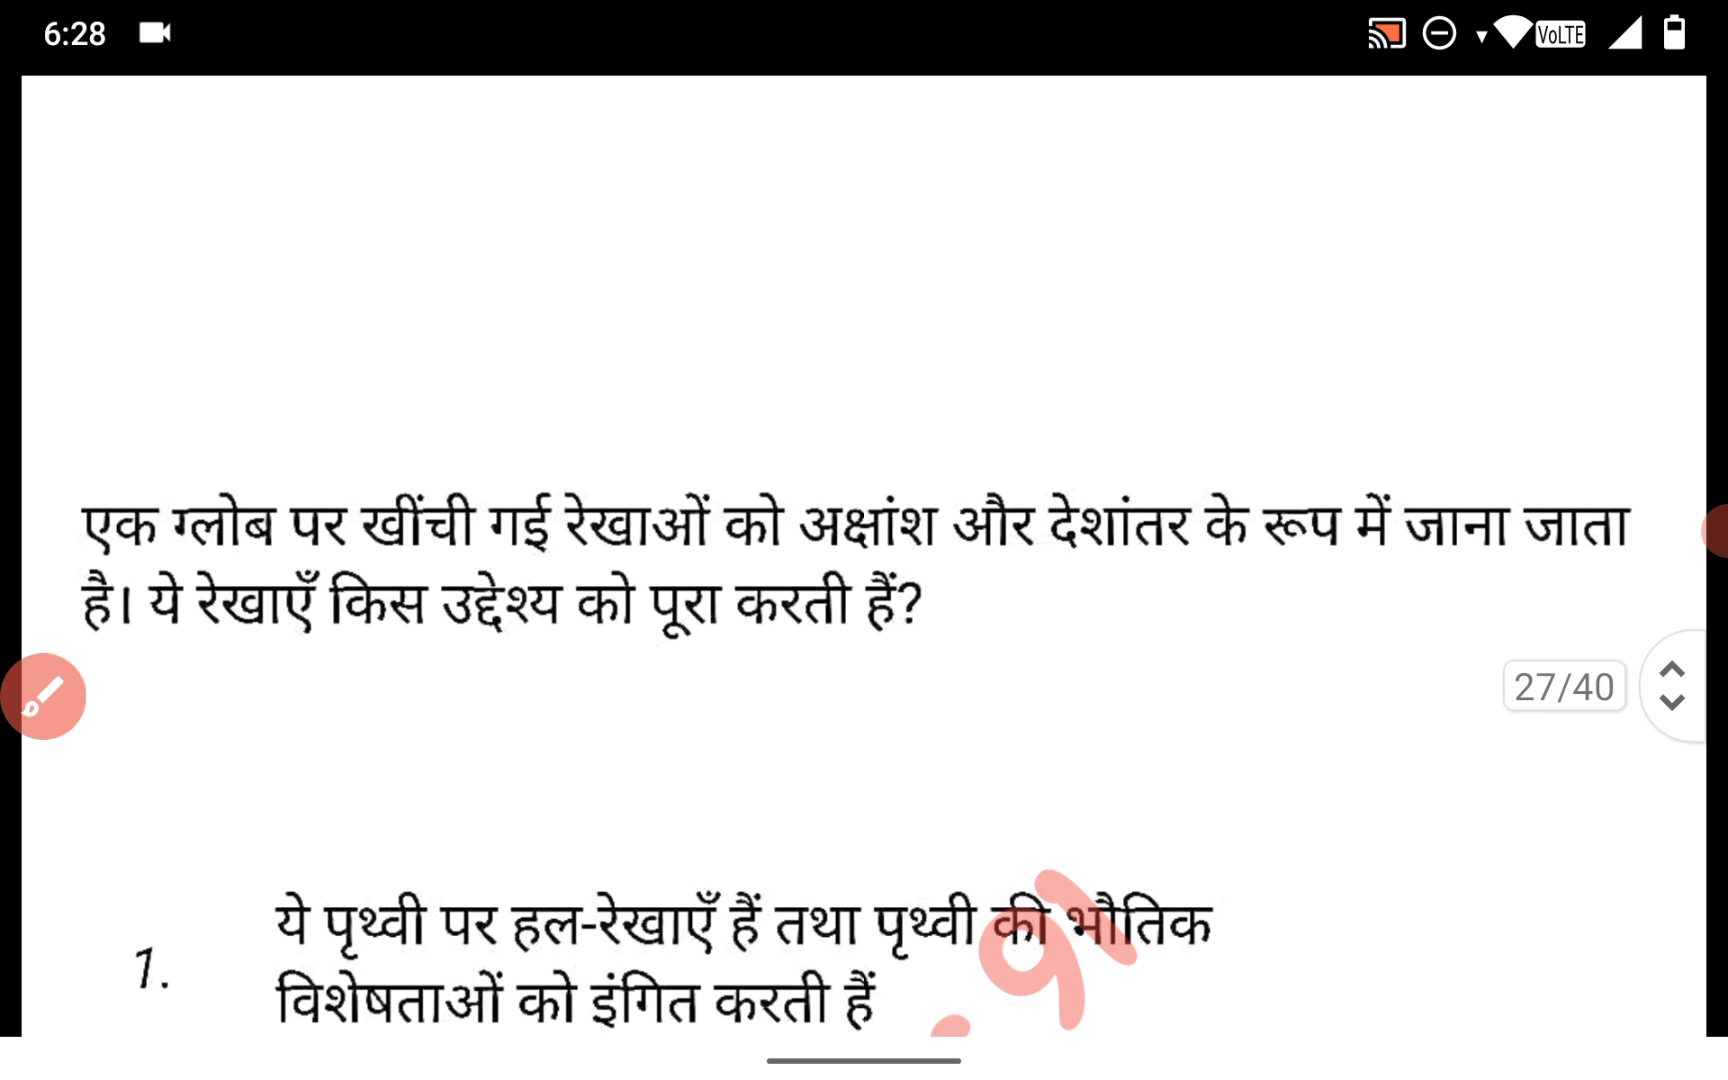 6:28
VoLTE
एक ग्लोब पर खींची गई रेखाओं को अक्षांश और देशांतर के रूप में जाना जाता
है। ये रेखाएँ किस उद्देश्य को पूरा करती हैं?
27/40
ये पृथ्वी पर हल-रेखाएँ हैं तथा पृथ्वी की भौतिक
1.
विशेषताओं को इंगित करती हैं